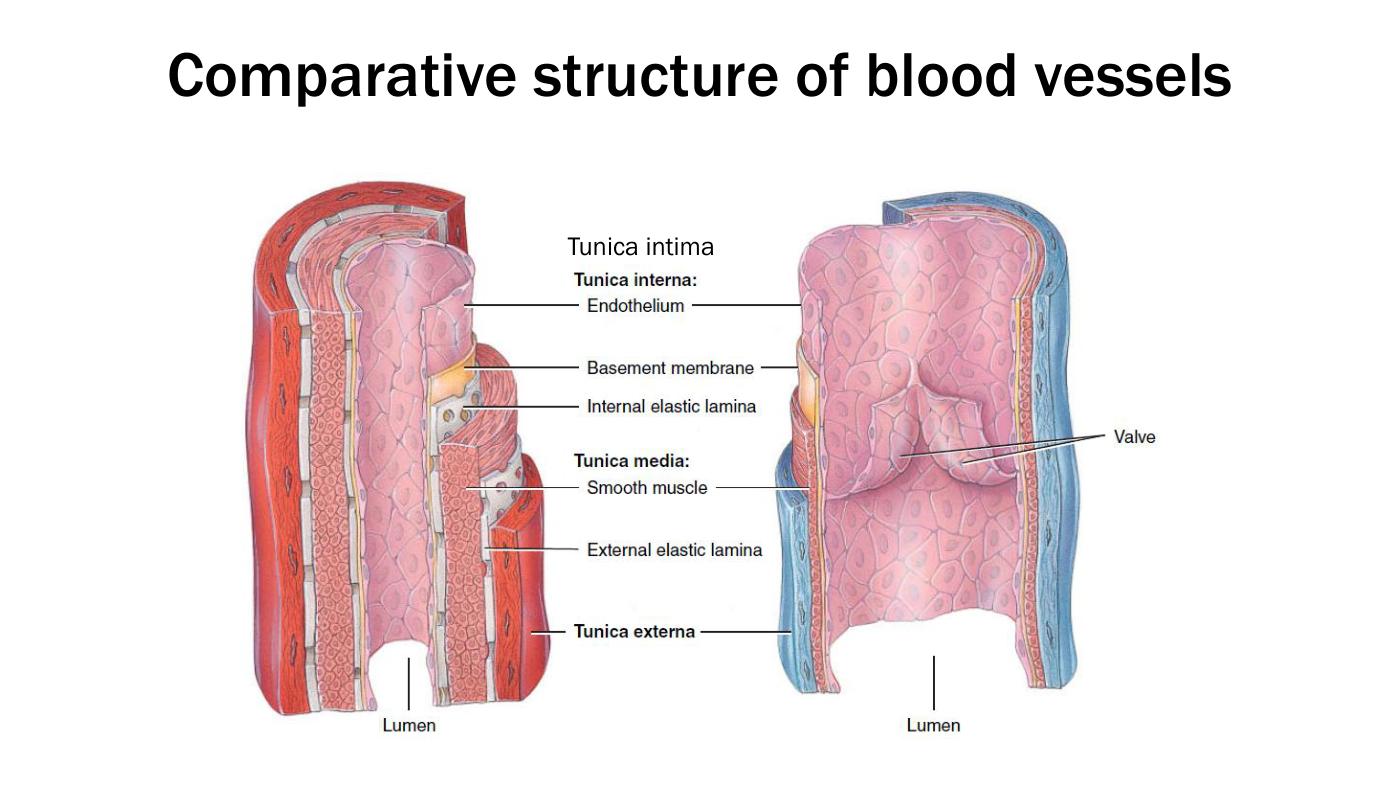 Comparative structure of blood vessels
Tunica intima
Tunica interna:
Endothelium
Basement membrane
Internal elastic lamina
Valve
Tunica media:
Smooth muscle
External elastic lamina
Tunica externa
Lumen
Lumen